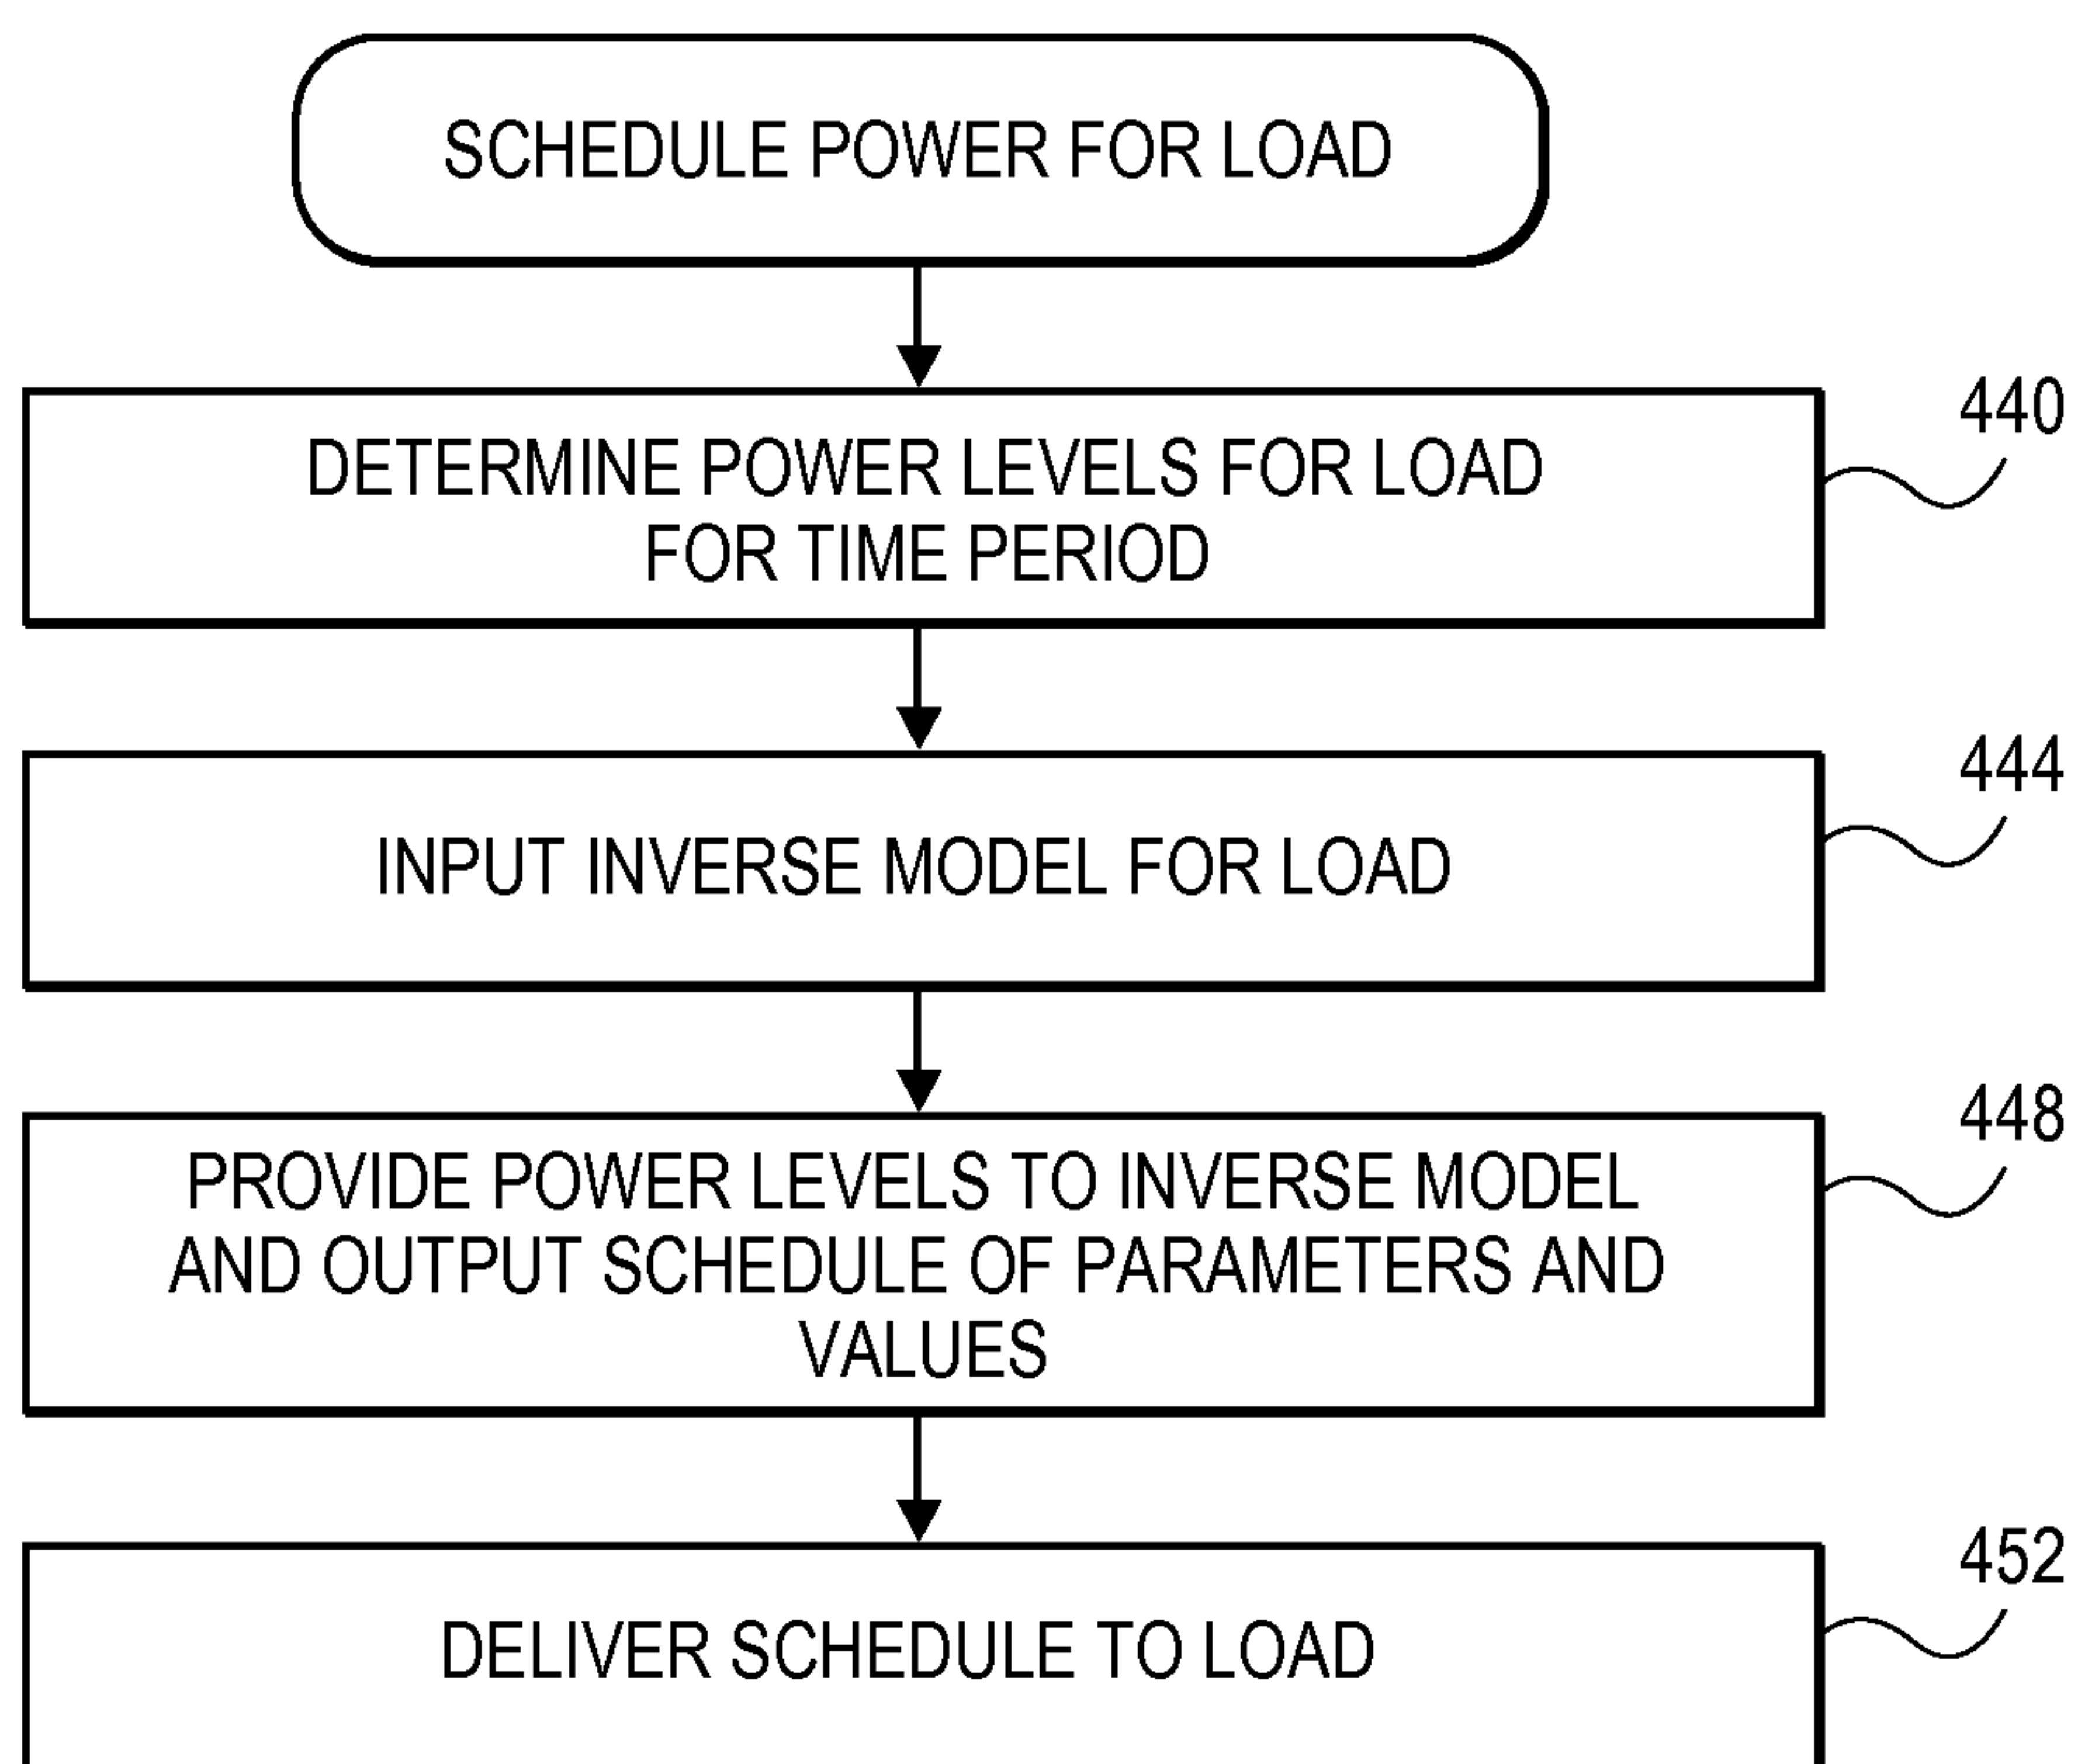 SCHEDULE POWER FOR LOAD
440
DETERMINE POWER LEVELS FOR LOAD
FOR TIME PERIOD
444
INPUT INVERSE MODEL FOR LOAD
448
PROVIDE POWER LEVELS TO INVERSE MODEL
AND OUTPUT SCHEDULE OF PARAMETERS AND
VALUES
452
DELIVER SCHEDULE TO LOAD